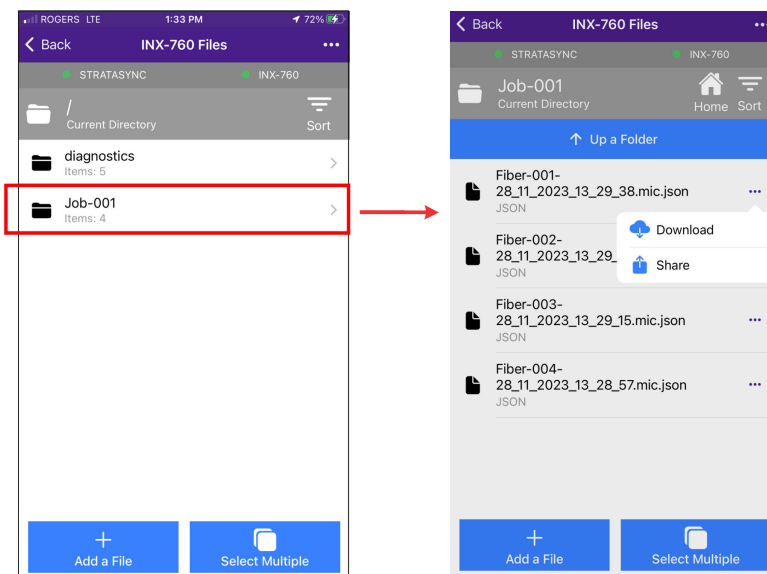 ROGERS LTE 1:33 PM 72%
Back INX-760 Files
STRATASYNC INX-760
/
Current Directory
Sort
diagnostics
Items: 5
Job-001
Items: 4
Add a File Select Multiple
Back INX-760 Files
STRATASYNC INX-760
Job-001
Current Directory
Home Sort
Up a Folder
Fiber-001-
28_11_2023_13_29_38.mic.json
JSON
Download
Share
Fiber-002-
28_11_2023_13_29_
JSON
Fiber-003-
28_11_2023_13_29_15.mic.json
JSON
Fiber-004-
28_11_2023_13_28_57.mic.json
JSON
Add a File Select Multiple